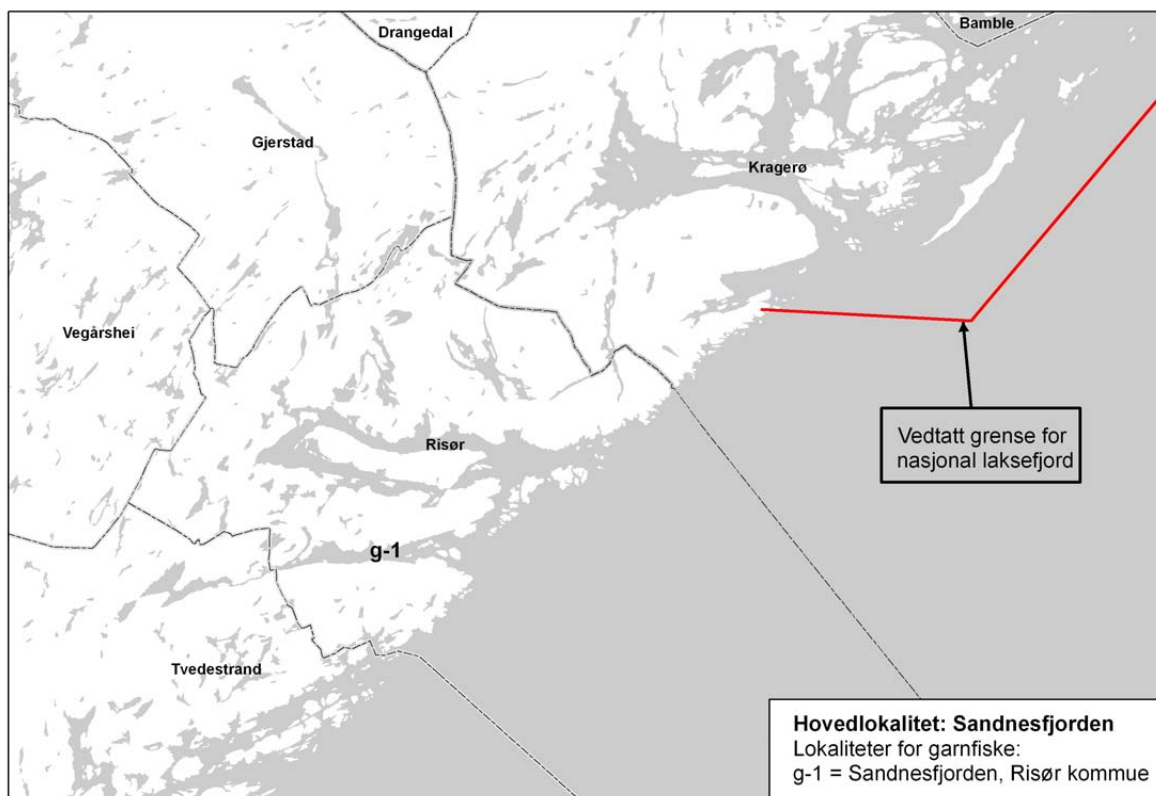 Bamble
Drangedal
Gjerstad
Kragerø
Vegårshei
Vedtatt grense for
nasjonal laksefjord
Risør
g-1
Tvedestrand
Hovedlokalitet: Sandnesfjorden
Lokaliteter for garnfiske:
g-1 = Sandnesfjorden, Risør kommue